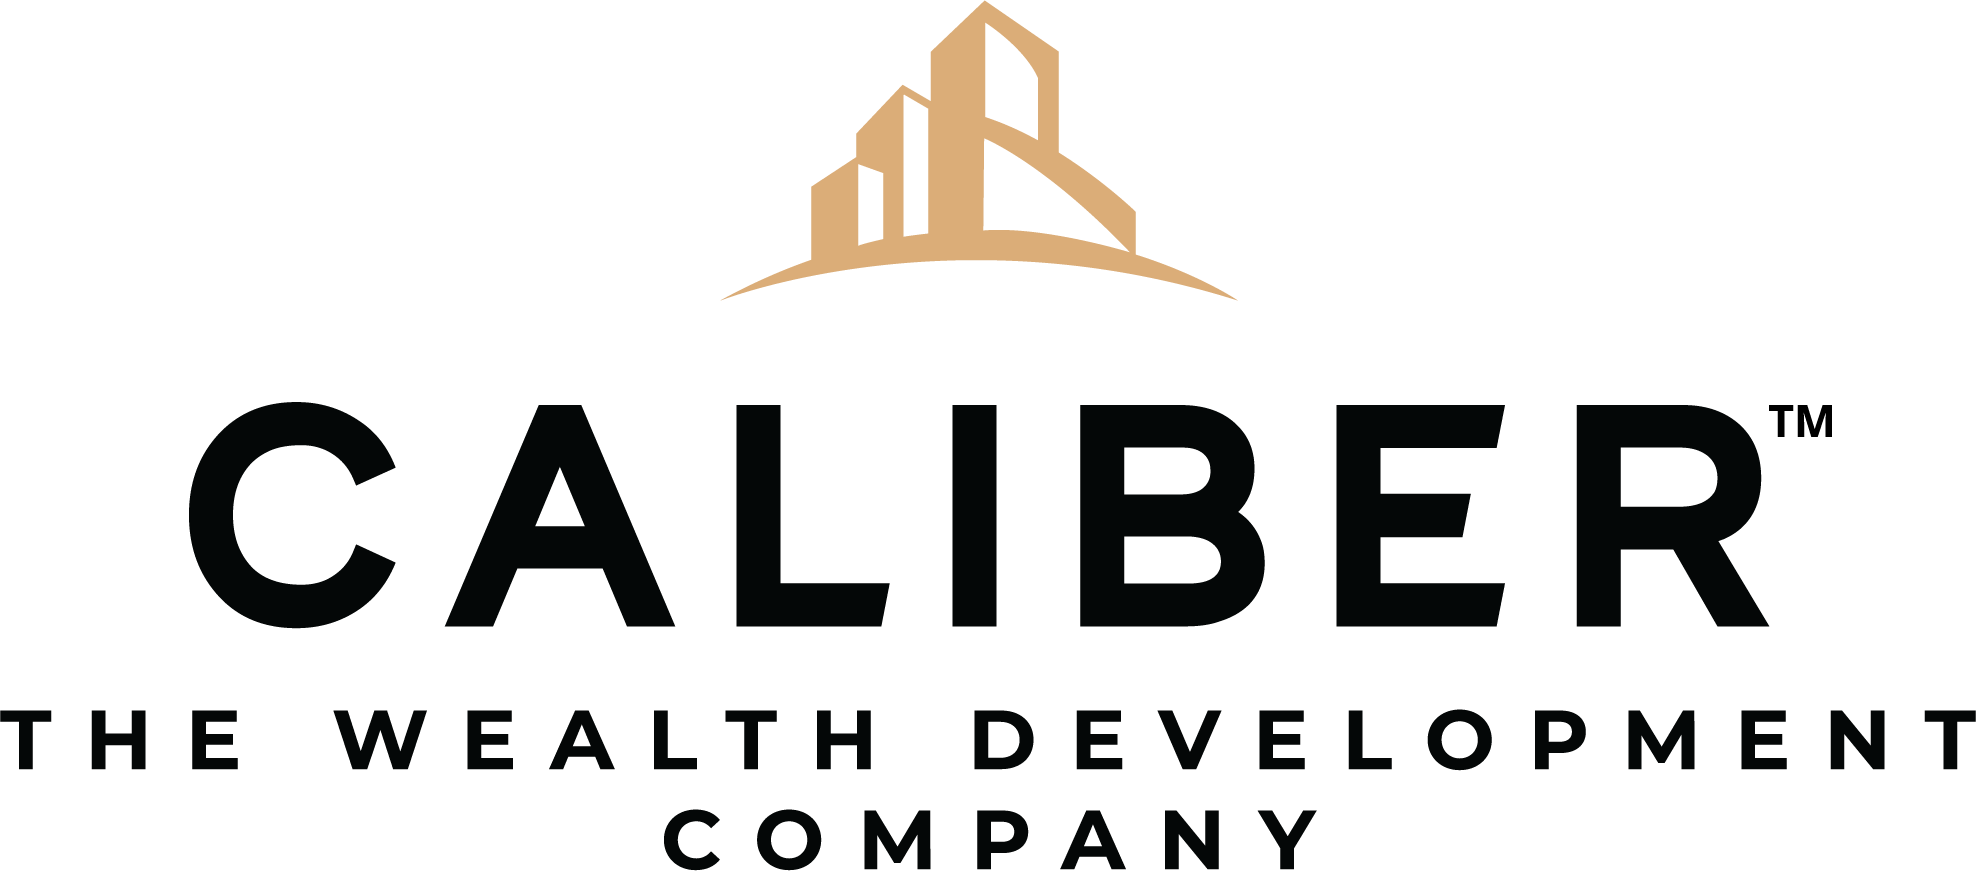 CALIBER™
THE WEALTH DEVELOPMENT
COMPANY